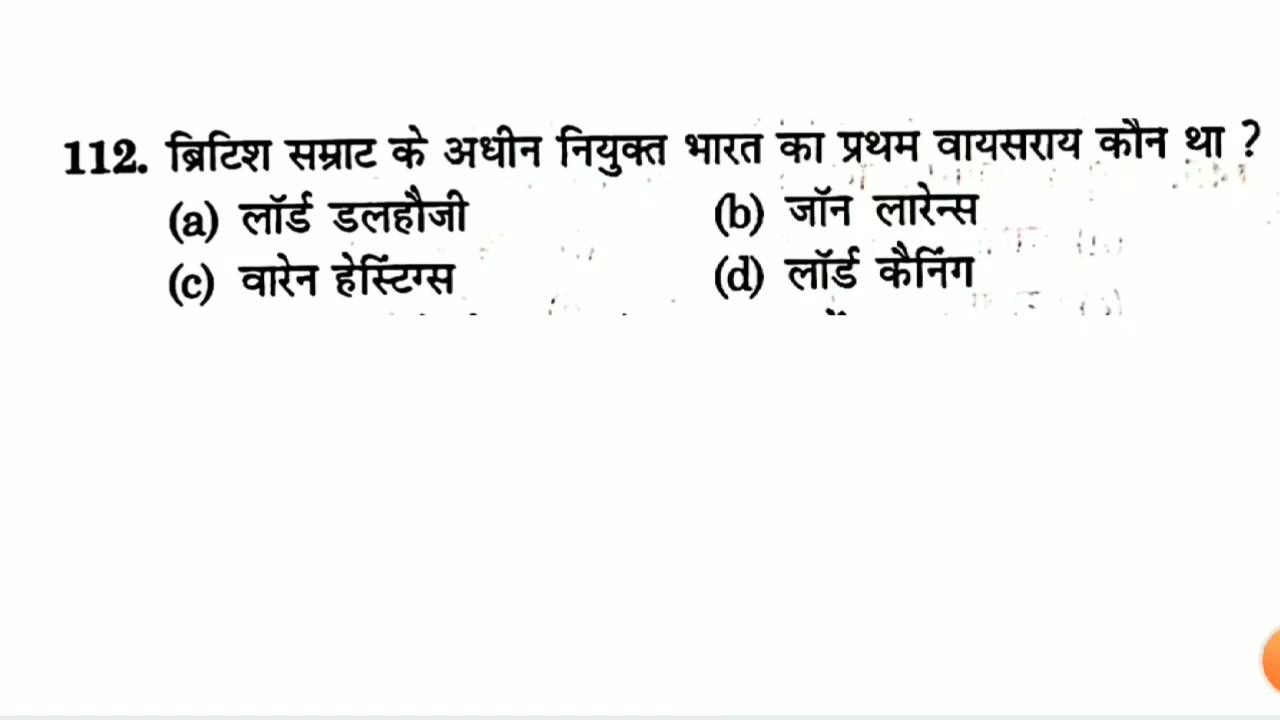 112. ब्रिटिश सम्राट के अधीन नियुक्त भारत का प्रथम वायसराय कौन था ?
(a) लॉर्ड डलहौजी (b) जॉन लारेन्स
(c) वारेन हेस्टिंग्स (d) लॉर्ड कैनिंग